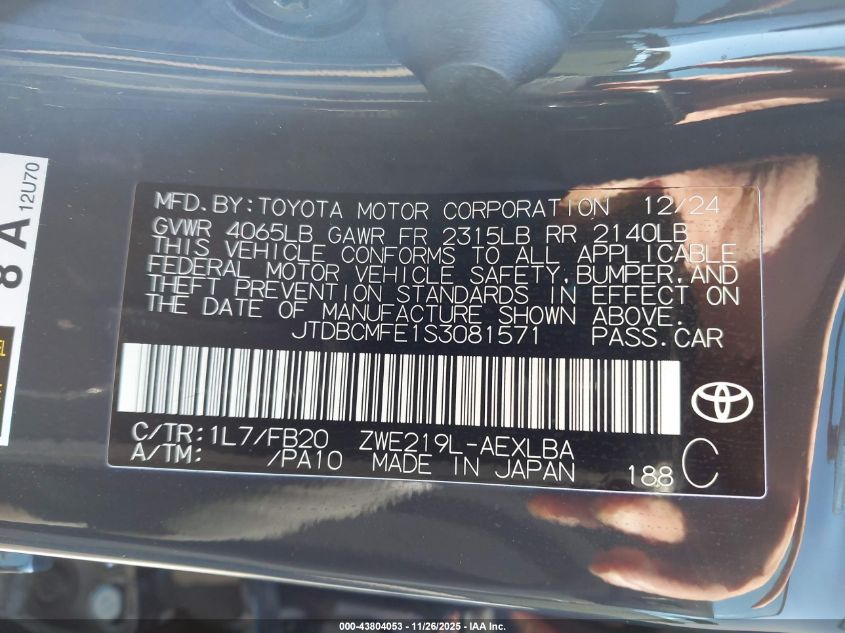 MFD. BY: TOYOTA MOTOR CORPORATION 12/24
GVWR 4065LB GAWR FR 2315LB RR 2140LB
THIS VEHICLE CONFORMS TO ALL APPLICABLE
FEDERAL MOTOR VEHICLE SAFETY, BUMPER, AND
THEFT PREVENTION STANDARDS IN EFFECT ON
THE DATE OF MANUFACTURE SHOWN ABOVE.
JTDBCMFE1S3081571 PASS.CAR
C/TR: 1L7/FB20 ZWE219L-AEXLBA
A/TM: /PA10 MADE IN JAPAN 188 C
8 A 12U70
000-43804053 — 11/26/2025 — IAA Inc.